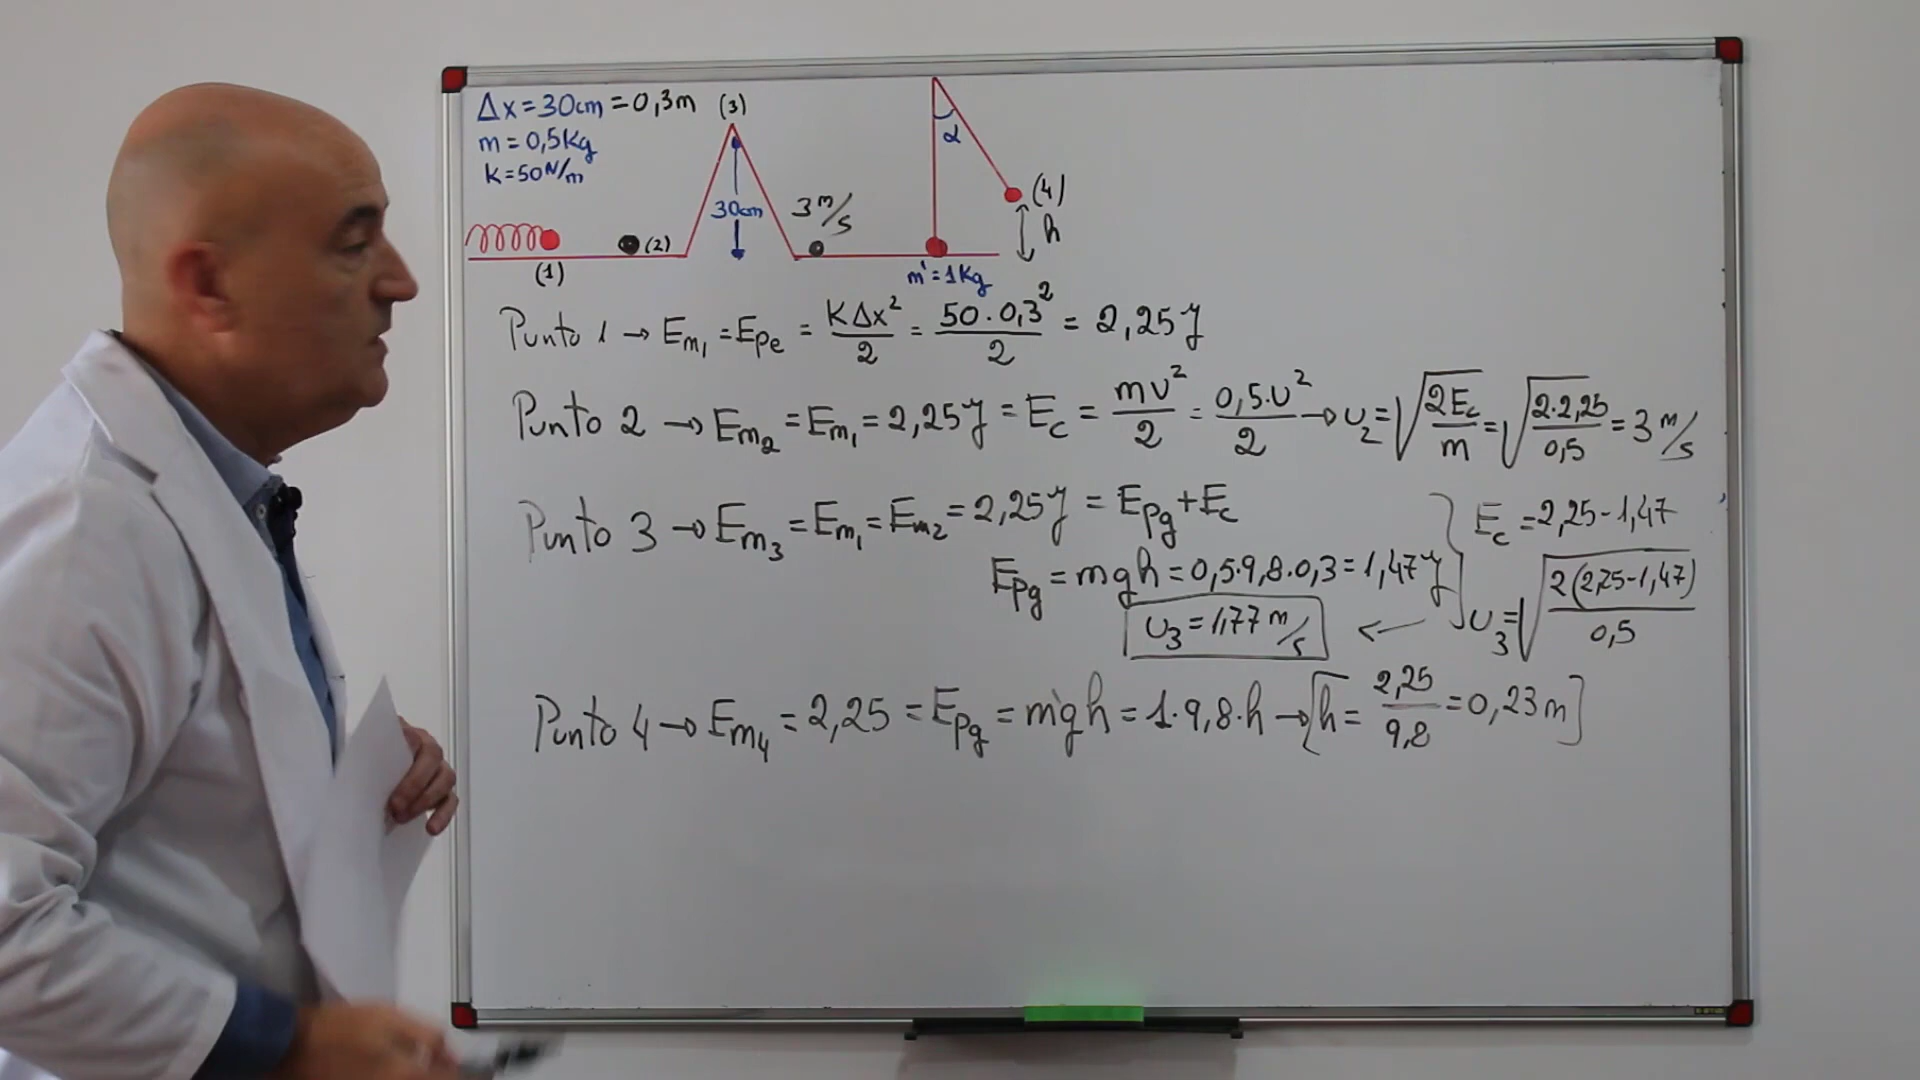 Δx = 30cm = 0,3m
m = 0,5Kg
K = 50 N/m
(3)
α
30cm
3 m/s
(4)
h
(2)
(1)
m' = 1Kg
Punto 1 → Em₁ = Epe = KΔx²/2 = 50·0,3²/2 = 2,25 J
Punto 2 → Em₂ = Em₁ = 2,25 J = Ec = mv²/2 = 0,5·v²/2 → v₂ = √(2Ec/m) = √(2·2,25/0,5) = 3 m/s
Punto 3 → Em₃ = Em₁ = Em₂ = 2,25 J = Epg + Ec
Epg = mgh = 0,5·9,8·0,3 = 1,47 J
} Ec = 2,25 - 1,47
v₃ = √(2(2,25-1,47)/0,5)
← v₃ = 1,77 m/s
Punto 4 → Em₄ = 2,25 = Epg = m'gh = 1·9,8·h → [h = 2,25/9,8 = 0,23 m]